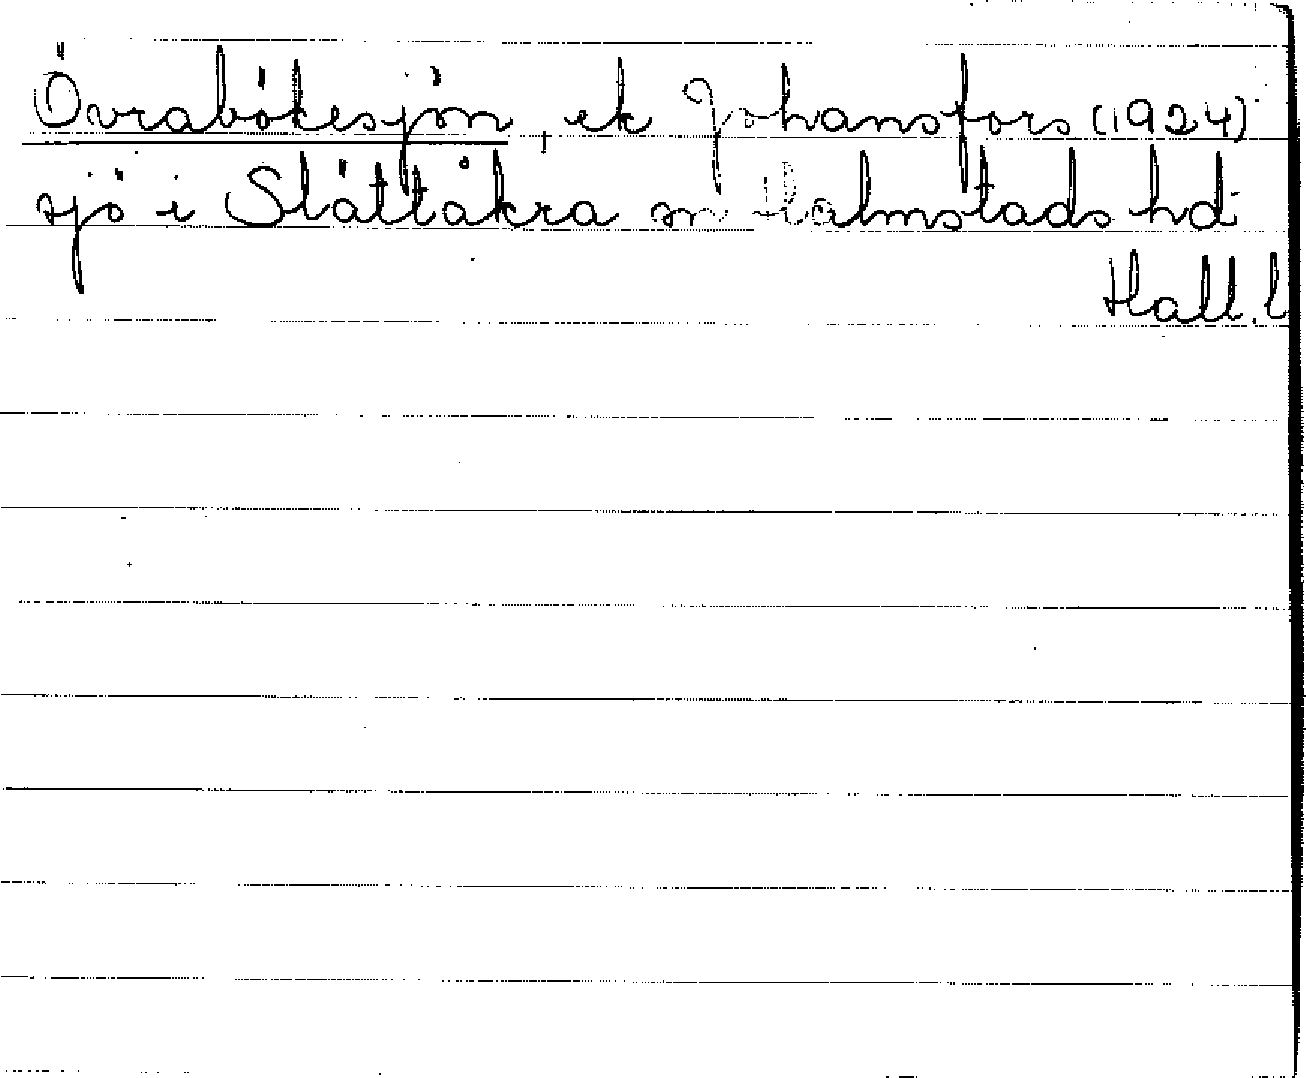 Övrabökesjön, ek Johansfors (1924)
sjö i Slättåkra sn Halmstads hd
Hall. l